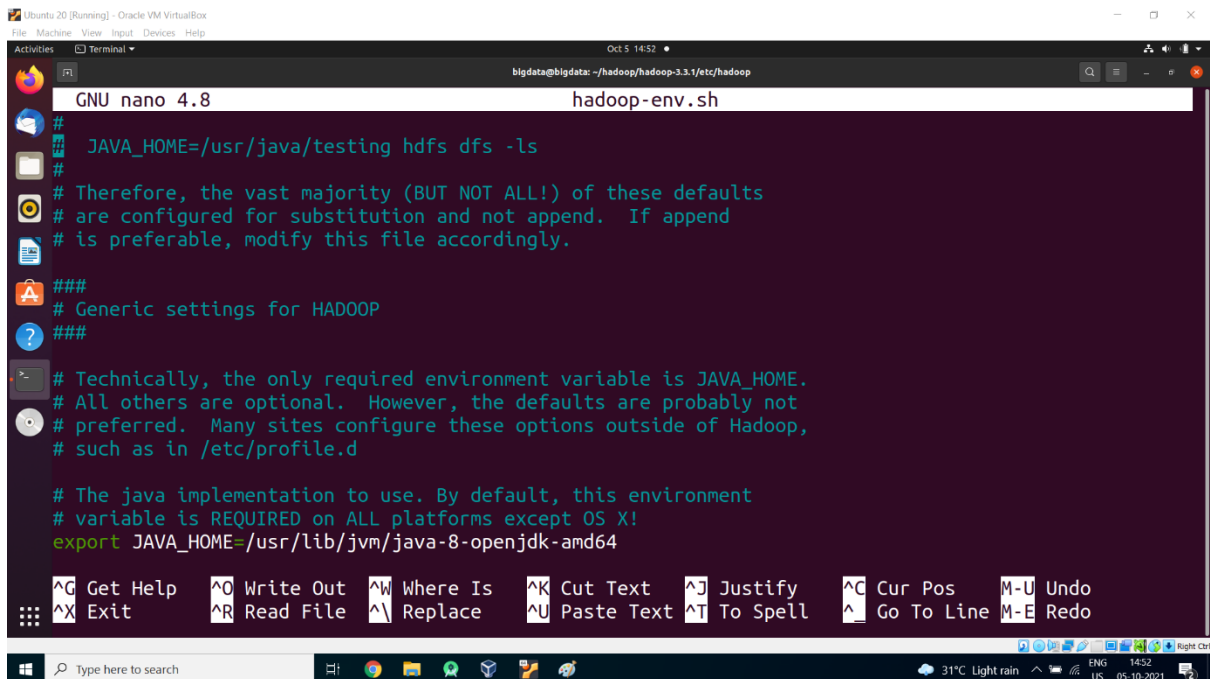 Ubuntu 20 [Running] - Oracle VM VirtualBox
File Machine View Input Devices Help
Activities Terminal Oct 5 14:52
bigdata@bigdata: ~/hadoop/hadoop-3.3.1/etc/hadoop
GNU nano 4.8 hadoop-env.sh
#
# JAVA_HOME=/usr/java/testing hdfs dfs -ls
#
# Therefore, the vast majority (BUT NOT ALL!) of these defaults
# are configured for substitution and not append. If append
# is preferable, modify this file accordingly.
###
# Generic settings for HADOOP
###
# Technically, the only required environment variable is JAVA_HOME.
# All others are optional. However, the defaults are probably not
# preferred. Many sites configure these options outside of Hadoop,
# such as in /etc/profile.d
# The java implementation to use. By default, this environment
# variable is REQUIRED on ALL platforms except OS X!
export JAVA_HOME=/usr/lib/jvm/java-8-openjdk-amd64
^G Get Help ^O Write Out ^W Where Is ^K Cut Text ^J Justify ^C Cur Pos M-U Undo
^X Exit ^R Read File ^\ Replace ^U Paste Text ^T To Spell ^_ Go To Line M-E Redo
Right Ctrl
Type here to search 31°C Light rain ENG 14:52
US 05-10-2021 2